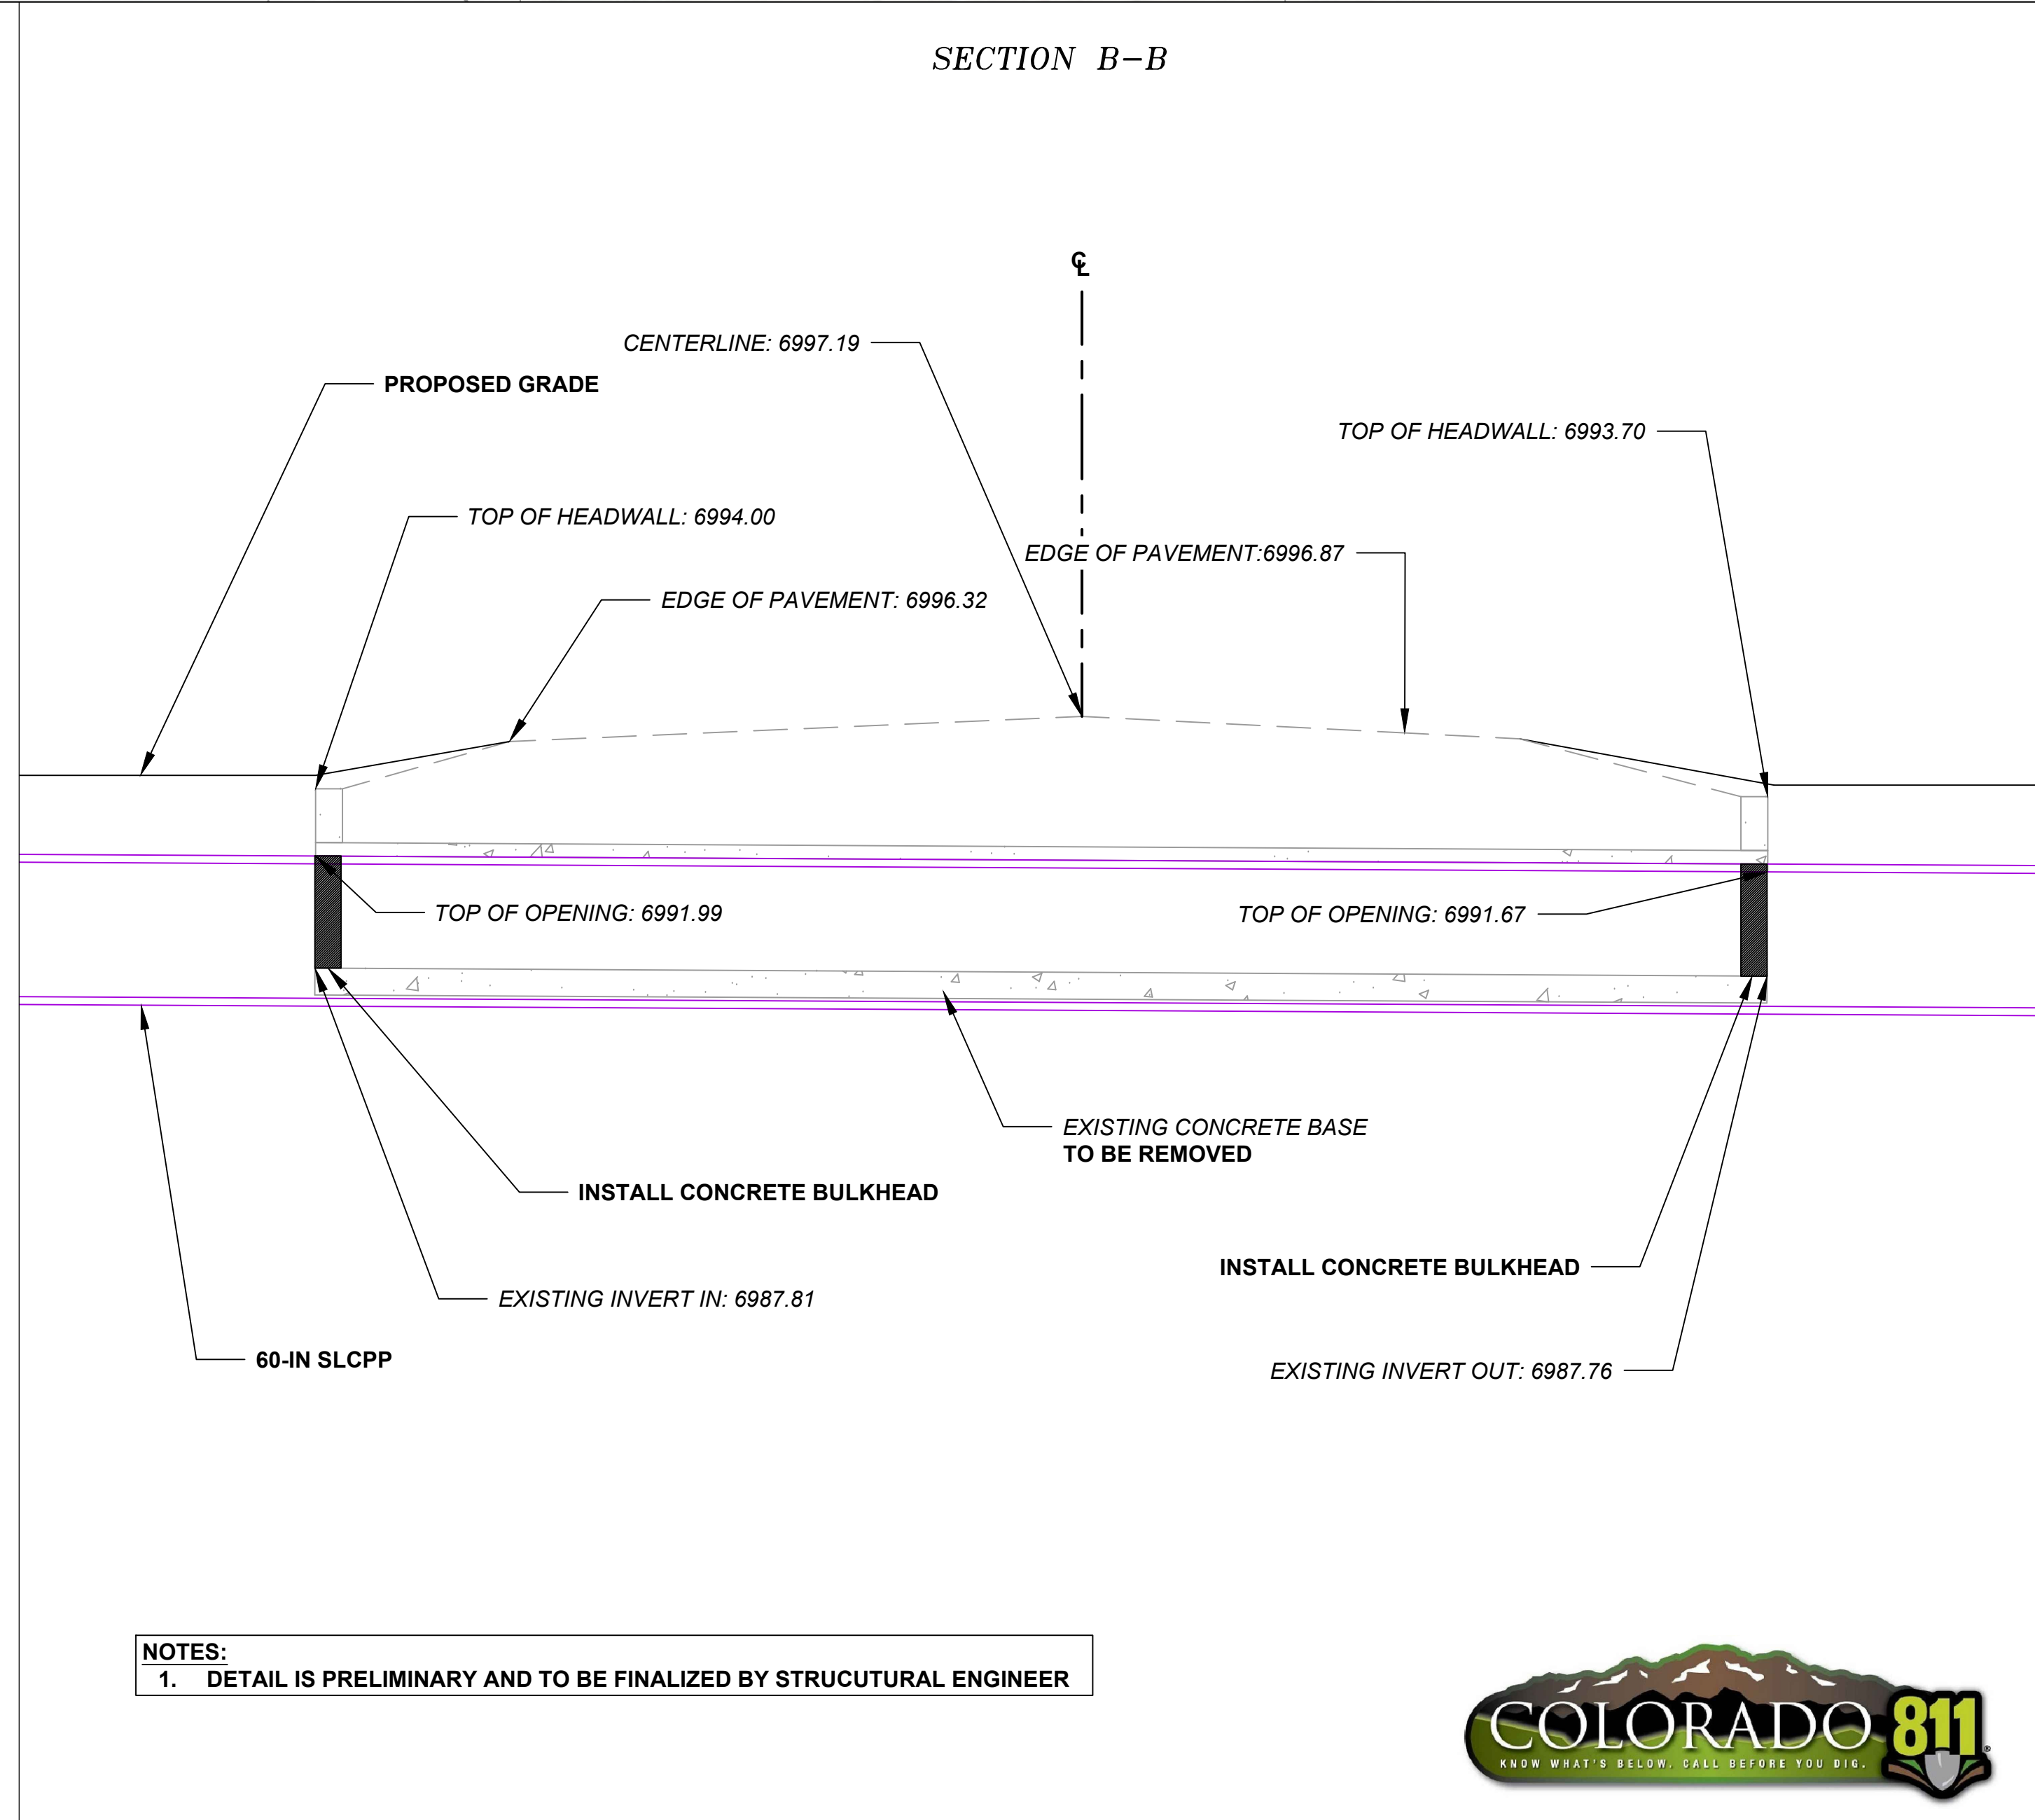 SECTION B-B
℄
CENTERLINE: 6997.19
PROPOSED GRADE
TOP OF HEADWALL: 6993.70
TOP OF HEADWALL: 6994.00
EDGE OF PAVEMENT:6996.87
EDGE OF PAVEMENT: 6996.32
TOP OF OPENING: 6991.99
TOP OF OPENING: 6991.67
EXISTING CONCRETE BASE
TO BE REMOVED
INSTALL CONCRETE BULKHEAD
INSTALL CONCRETE BULKHEAD
EXISTING INVERT IN: 6987.81
60-IN SLCPP
EXISTING INVERT OUT: 6987.76
NOTES:
1. DETAIL IS PRELIMINARY AND TO BE FINALIZED BY STRUCUTURAL ENGINEER
COLORADO 811®
KNOW WHAT'S BELOW. CALL BEFORE YOU DIG.